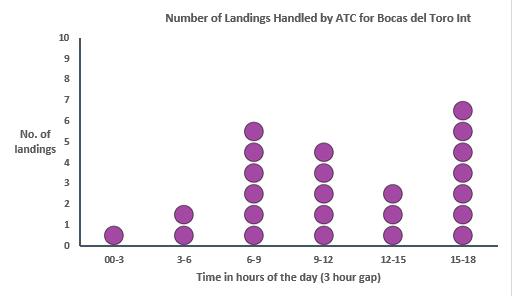 Number of Landings Handled by ATC for Bocas del Toro Int
10
9
8
7
6
5
4
3
2
1
0
No. of
landings
00-3 3-6 6-9 9-12 12-15 15-18
Time in hours of the day (3 hour gap)